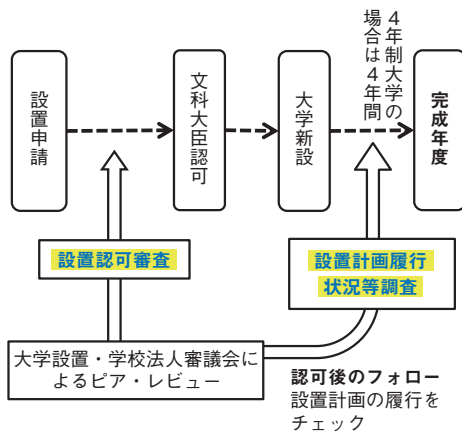 設置申請
文科大臣認可
大学新設
4年制大学の
場合は4年間
完成年度
設置認可審査
設置計画履行
状況等調査
大学設置・学校法人審議会に
よるピア・レビュー
認可後のフォロー
設置計画の履行を
チェック